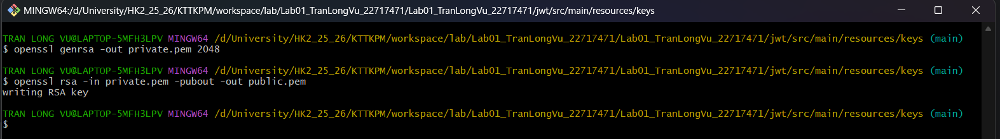 MINGW64:/d/University/HK2_25_26/KTTKPM/workspace/lab/Lab01_TranLongVu_22717471/Lab01_TranLongVu_22717471/jwt/src/main/resources/keys
TRAN LONG VU@LAPTOP-5MFH3LPV MINGW64 /d/University/HK2_25_26/KTTKPM/workspace/lab/Lab01_TranLongVu_22717471/Lab01_TranLongVu_22717471/jwt/src/main/resources/keys (main)
$ openssl genrsa -out private.pem 2048
TRAN LONG VU@LAPTOP-5MFH3LPV MINGW64 /d/University/HK2_25_26/KTTKPM/workspace/lab/Lab01_TranLongVu_22717471/Lab01_TranLongVu_22717471/jwt/src/main/resources/keys (main)
$ openssl rsa -in private.pem -pubout -out public.pem
writing RSA key
TRAN LONG VU@LAPTOP-5MFH3LPV MINGW64 /d/University/HK2_25_26/KTTKPM/workspace/lab/Lab01_TranLongVu_22717471/Lab01_TranLongVu_22717471/jwt/src/main/resources/keys (main)
$